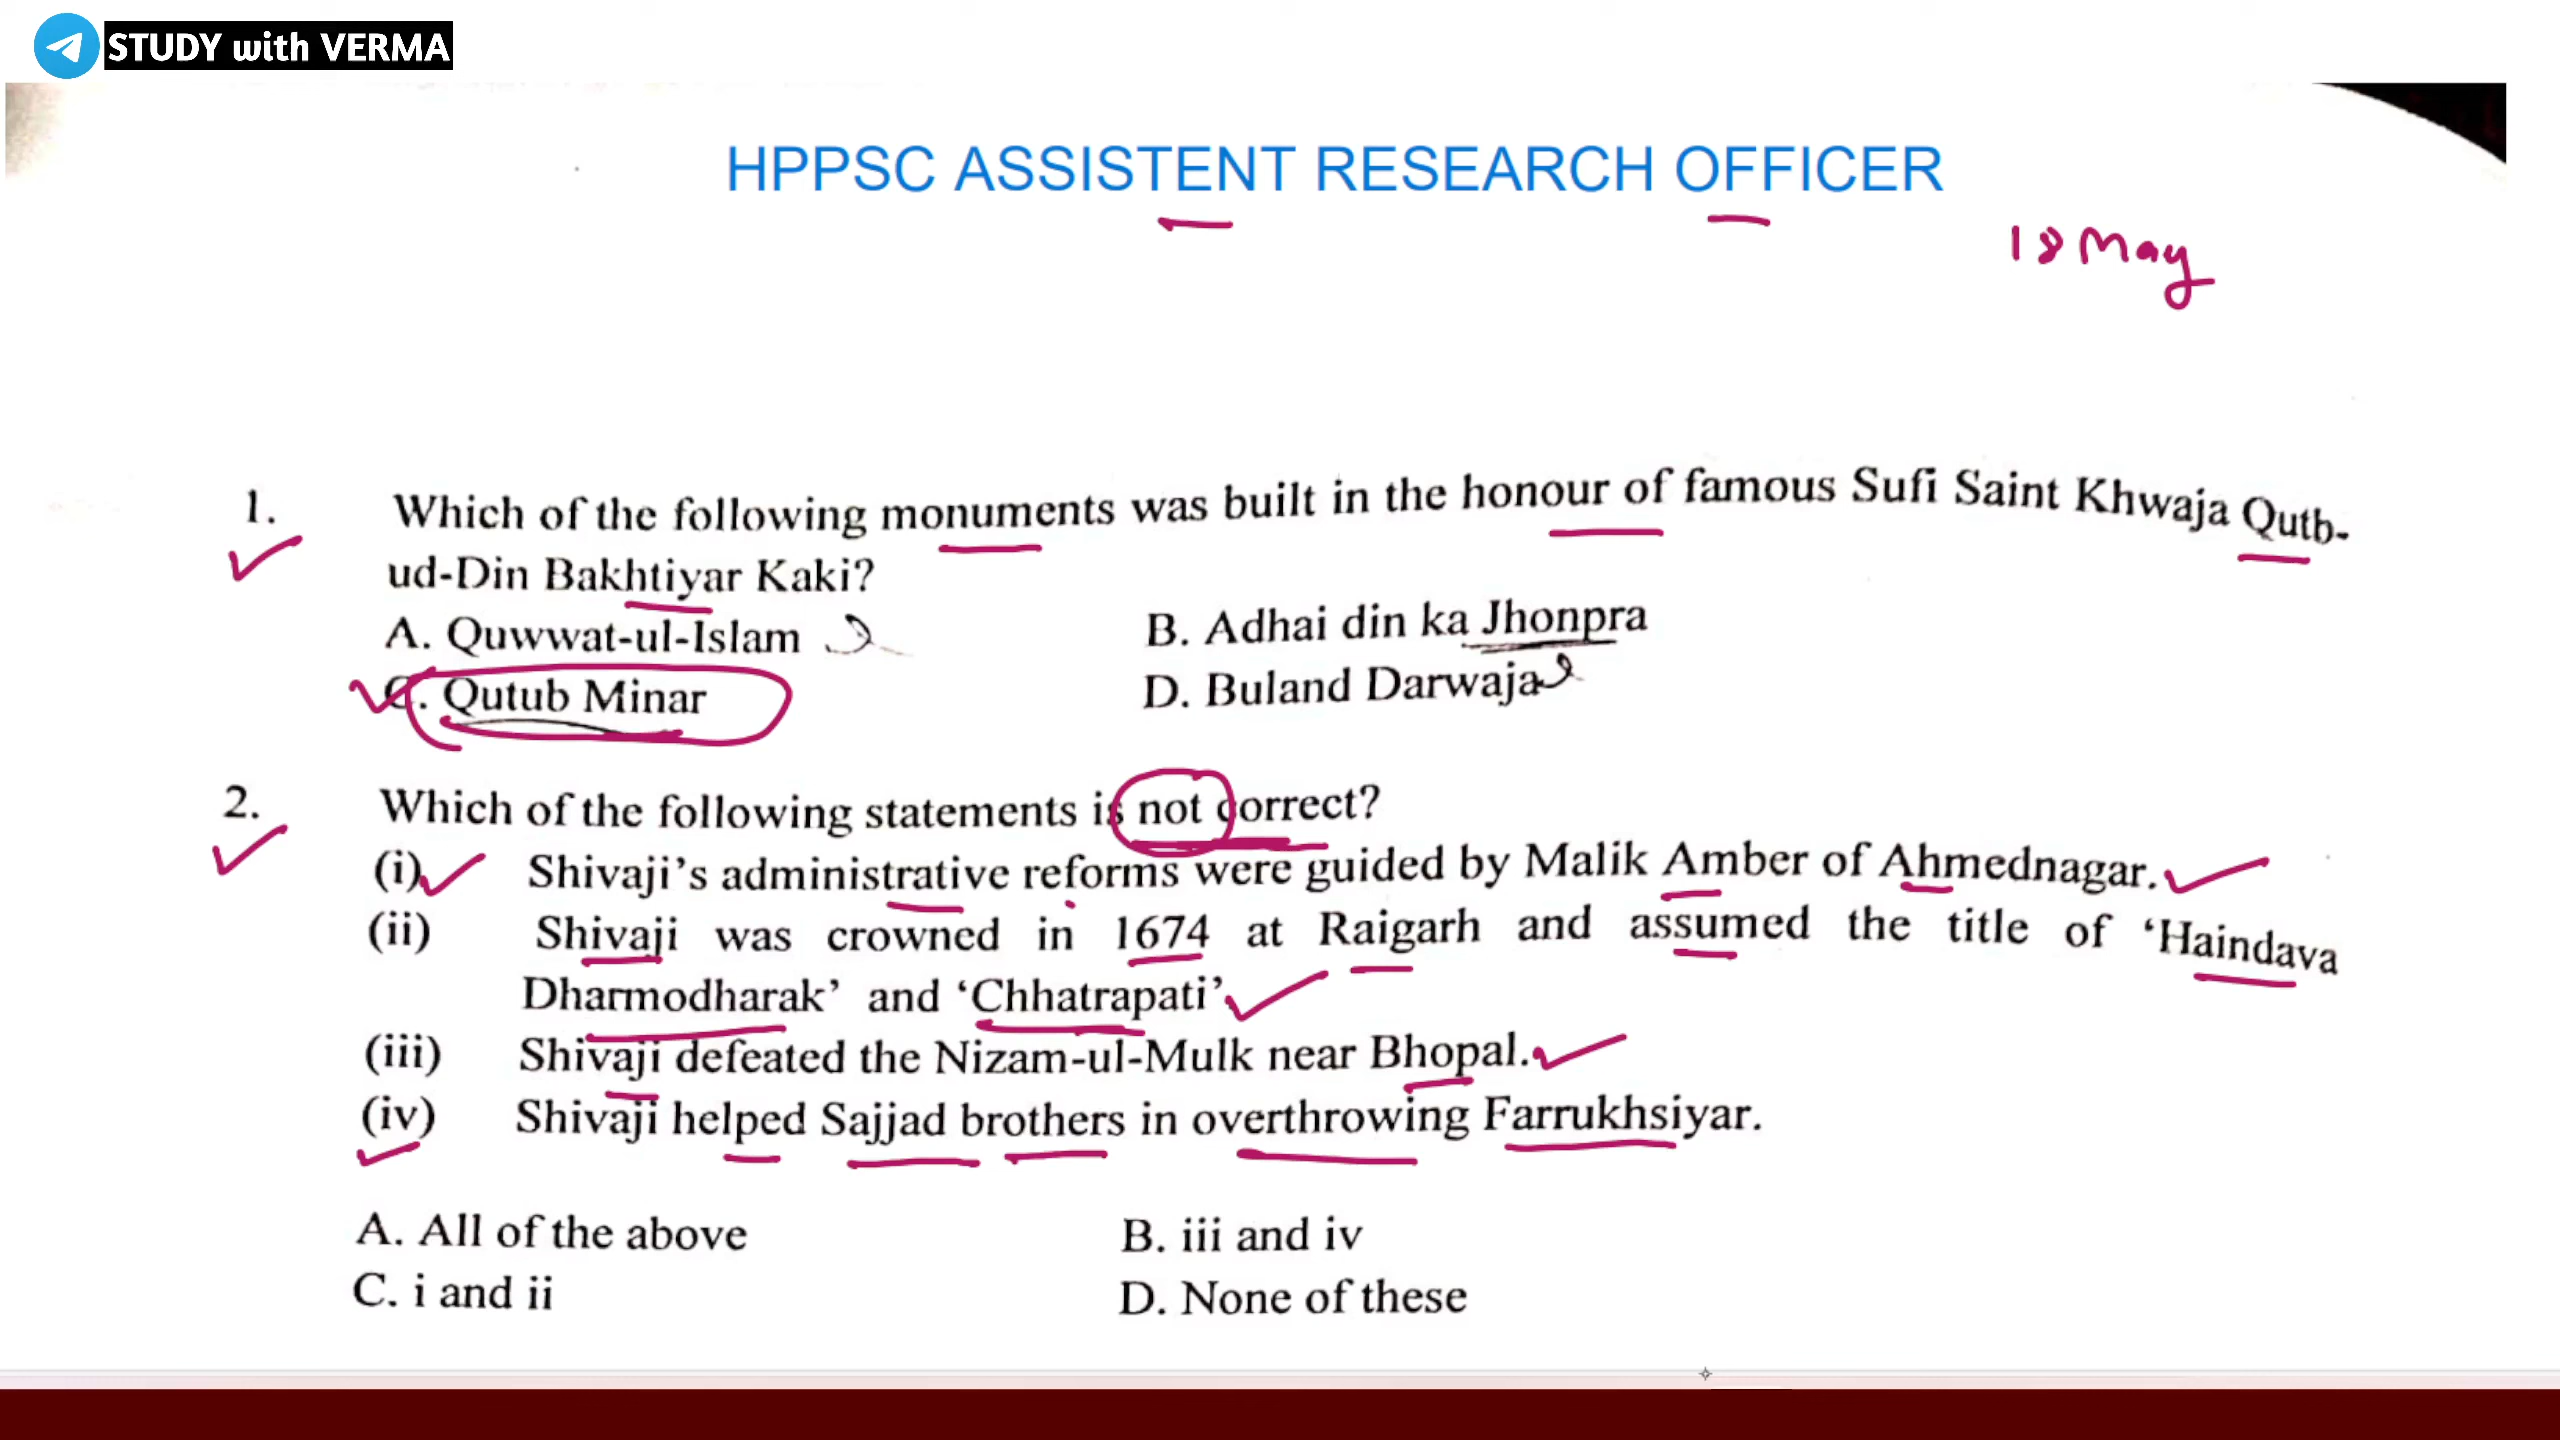 STUDY with VERMA
HPPSC ASSISTENT RESEARCH OFFICER
18 May
1. Which of the following monuments was built in the honour of famous Sufi Saint Khwaja Qutb-
ud-Din Bakhtiyar Kaki?
A. Quwwat-ul-Islam B. Adhai din ka Jhonpra
C. Qutub Minar D. Buland Darwaja
2. Which of the following statements is not correct?
(i) Shivaji's administrative reforms were guided by Malik Amber of Ahmednagar.
(ii) Shivaji was crowned in 1674 at Raigarh and assumed the title of 'Haindava
Dharmodharak' and 'Chhatrapati'
(iii) Shivaji defeated the Nizam-ul-Mulk near Bhopal.
(iv) Shivaji helped Sajjad brothers in overthrowing Farrukhsiyar.
A. All of the above B. iii and iv
C. i and ii D. None of these